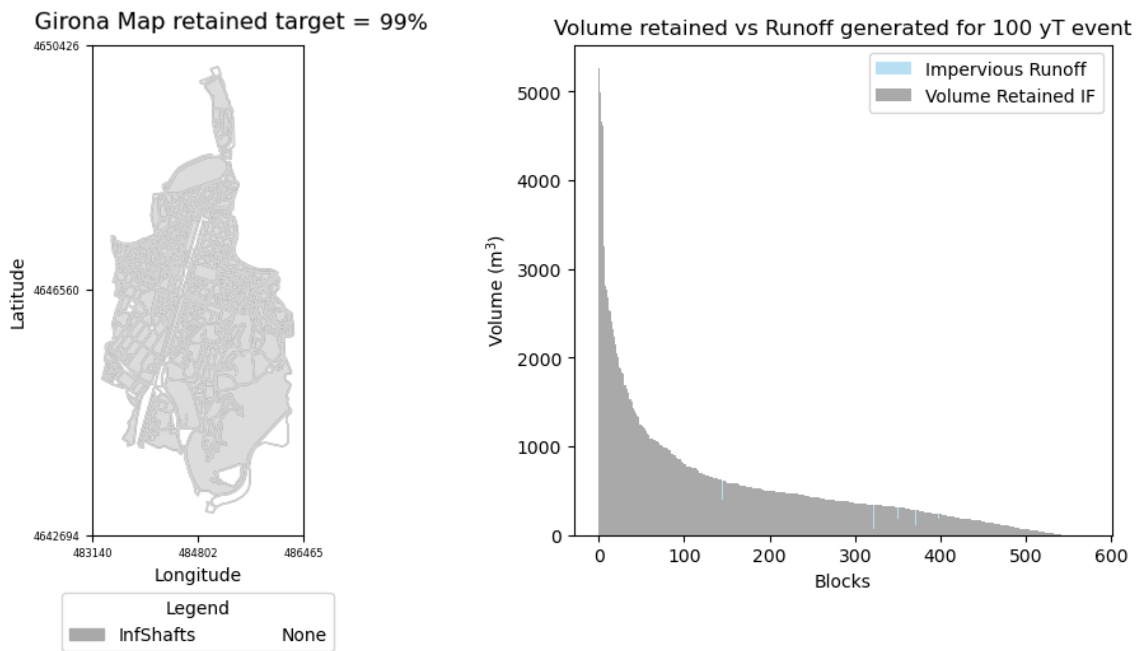 Girona Map retained target = 99%
4650426
4646560
4642694
Latitude
483140 484802 486465
Longitude
Legend
InfShafts None
Volume retained vs Runoff generated for 100 yT event
Impervious Runoff
Volume Retained IF
5000
4000
3000
2000
1000
0
Volume (m³)
0 100 200 300 400 500 600
Blocks